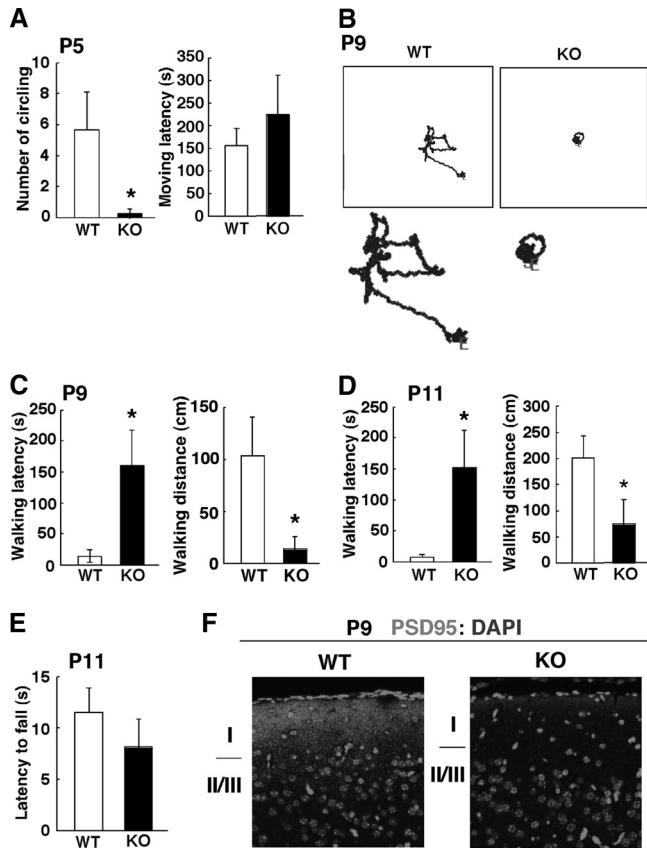 A
P5
Number of circling
10
8
6
4
2
0
*
WT KO
Moving latency (s)
350
300
250
200
150
100
50
0
WT KO
B
P9
WT KO
C
P9
Walking latency (s)
250
200
150
100
50
0
*
WT KO
Walking distance (cm)
150
100
50
0
*
WT KO
D
P11
Walking latency (s)
250
200
150
100
50
0
*
WT KO
Wallking distance (cm)
300
250
200
150
100
50
0
*
WT KO
E
P11
Latency to fall (s)
15
10
5
0
WT KO
F
P9 PSD95: DAPI
WT KO
I
II/III
I
II/III